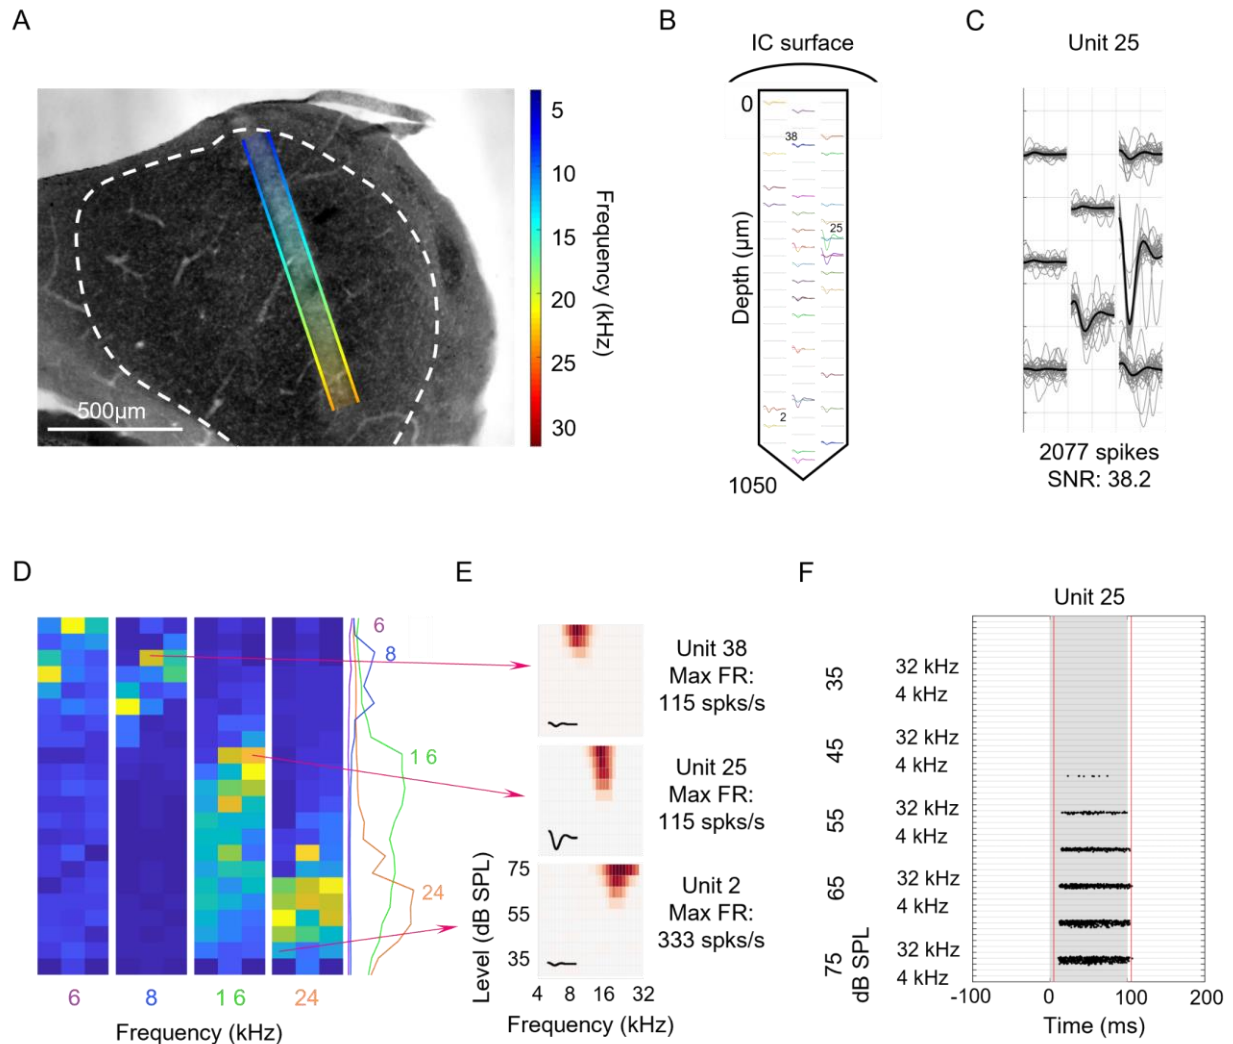 A
B
C
IC surface
Unit 25
0
38
25
2
Depth (µm)
1050
5
10
15
20
25
30
Frequency (kHz)
500µm
2077 spikes
SNR: 38.2
D
E
F
6
8
16
24
6
8
16
24
Frequency (kHz)
Unit 38
Max FR:
115 spks/s
Unit 25
Max FR:
115 spks/s
Unit 2
Max FR:
333 spks/s
Level (dB SPL)
75
55
35
4 8 16 32
Frequency (kHz)
Unit 25
35
32 kHz
4 kHz
45
32 kHz
4 kHz
55
32 kHz
4 kHz
65
32 kHz
4 kHz
75
32 kHz
4 kHz
dB SPL
-100 0 100 200
Time (ms)